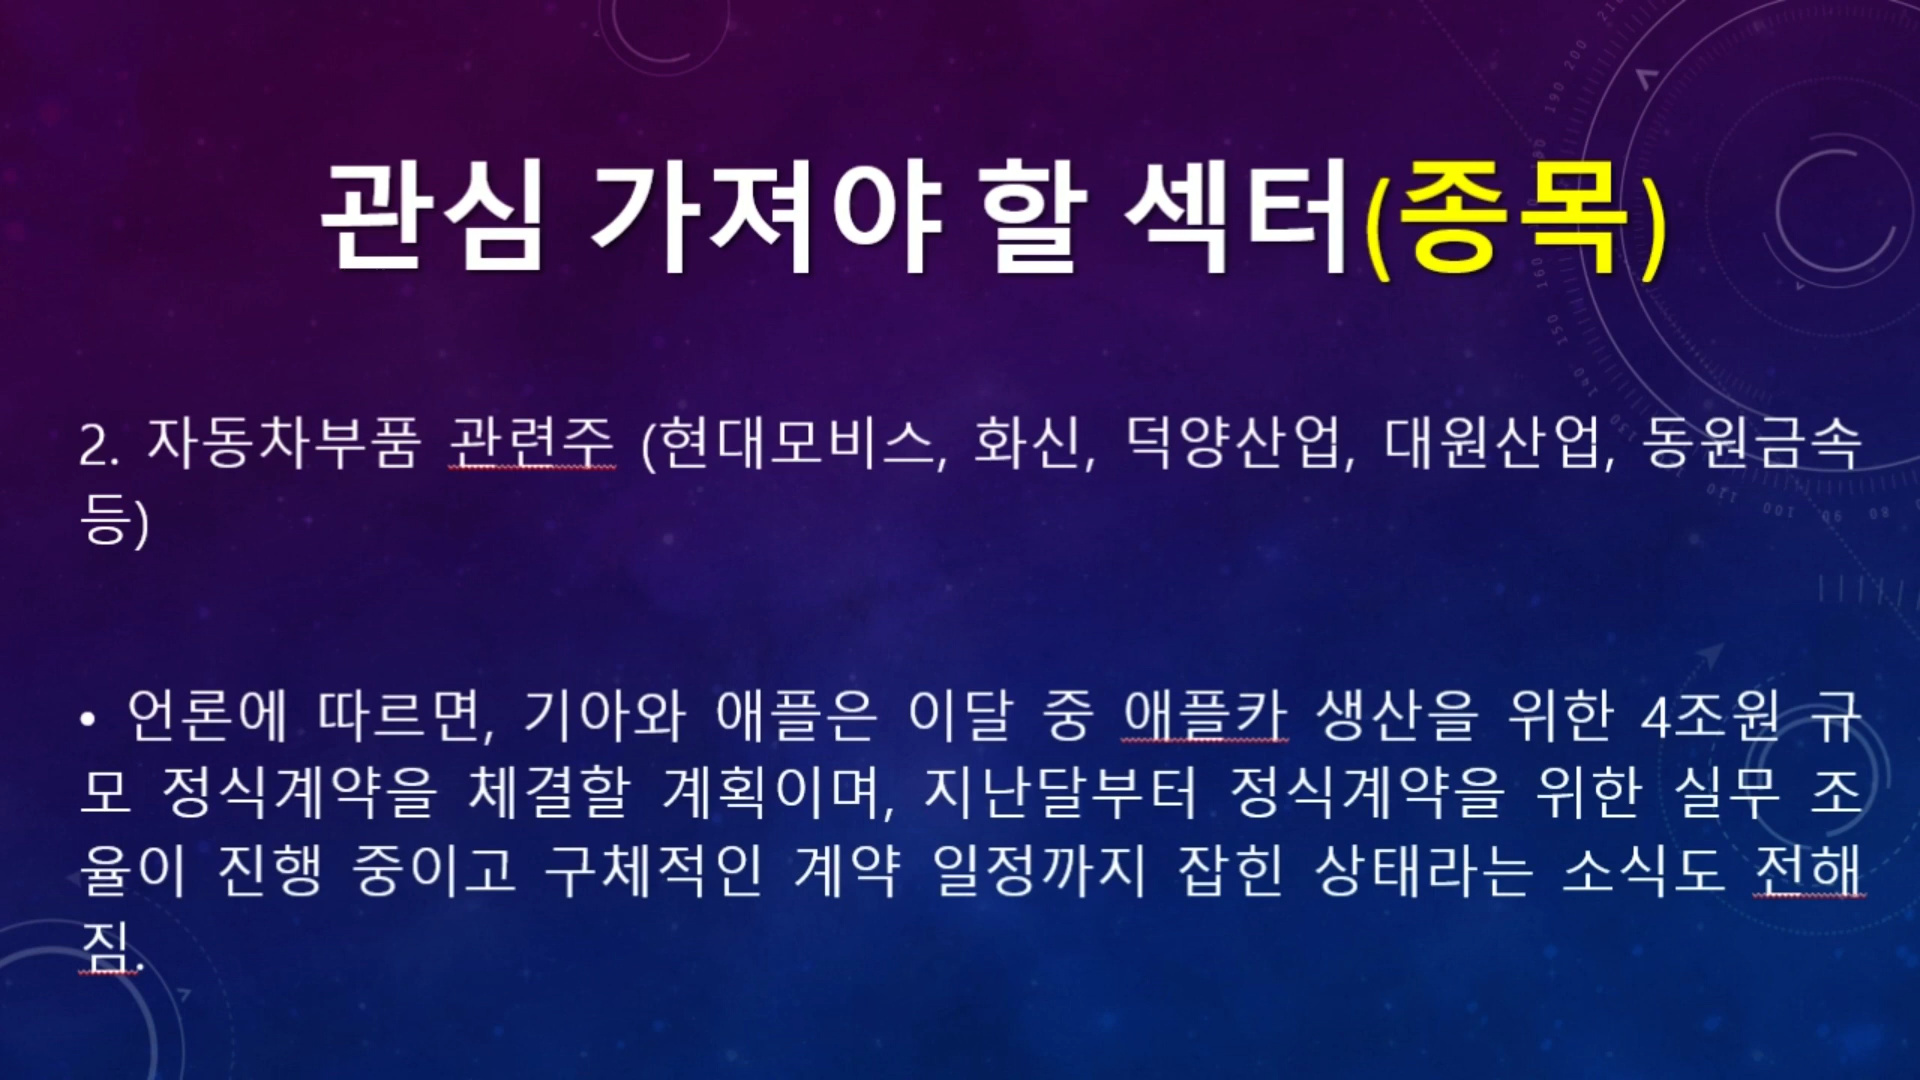 관심 가져야 할 섹터(종목)
2. 자동차부품 관련주 (현대모비스, 화신, 덕양산업, 대원산업, 동원금속
등)
• 언론에 따르면, 기아와 애플은 이달 중 애플카 생산을 위한 4조원 규
모 정식계약을 체결할 계획이며, 지난달부터 정식계약을 위한 실무 조
율이 진행 중이고 구체적인 계약 일정까지 잡힌 상태라는 소식도 전해
짐.